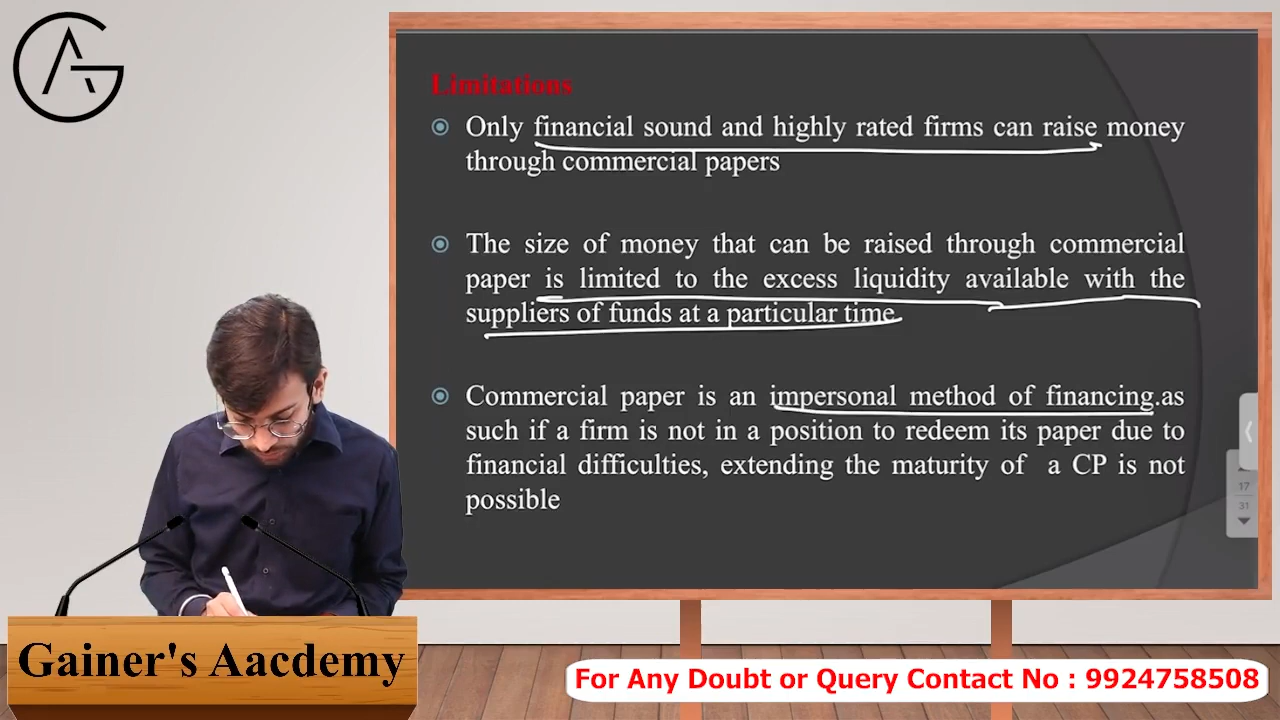 Limitations
Only financial sound and highly rated firms can raise money
through commercial papers
The size of money that can be raised through commercial
paper is limited to the excess liquidity available with the
suppliers of funds at a particular time
Commercial paper is an impersonal method of financing.as
such if a firm is not in a position to redeem its paper due to
financial difficulties, extending the maturity of a CP is not
possible
17
31
Gainer's Aacdemy
For Any Doubt or Query Contact No : 9924758508